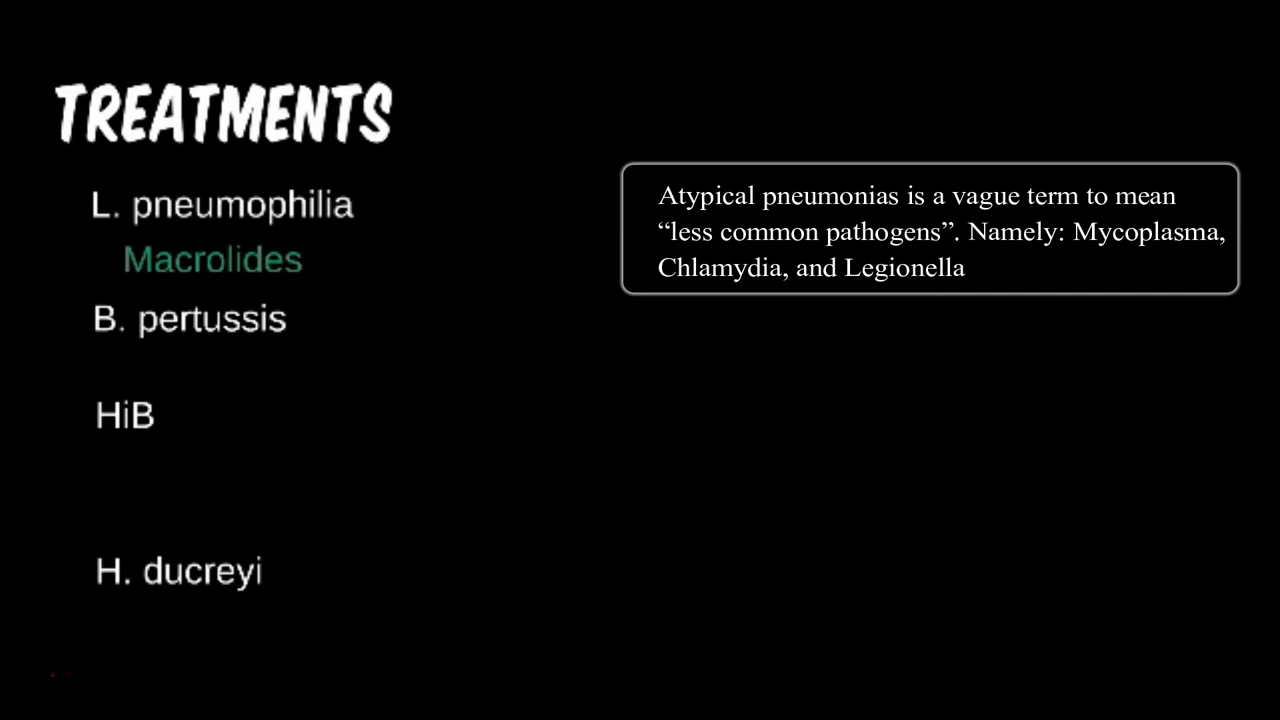 TREATMENTS
L. pneumophilia
Macrolides
B. pertussis
HiB
H. ducreyi
Atypical pneumonias is a vague term to mean
“less common pathogens”. Namely: Mycoplasma,
Chlamydia, and Legionella